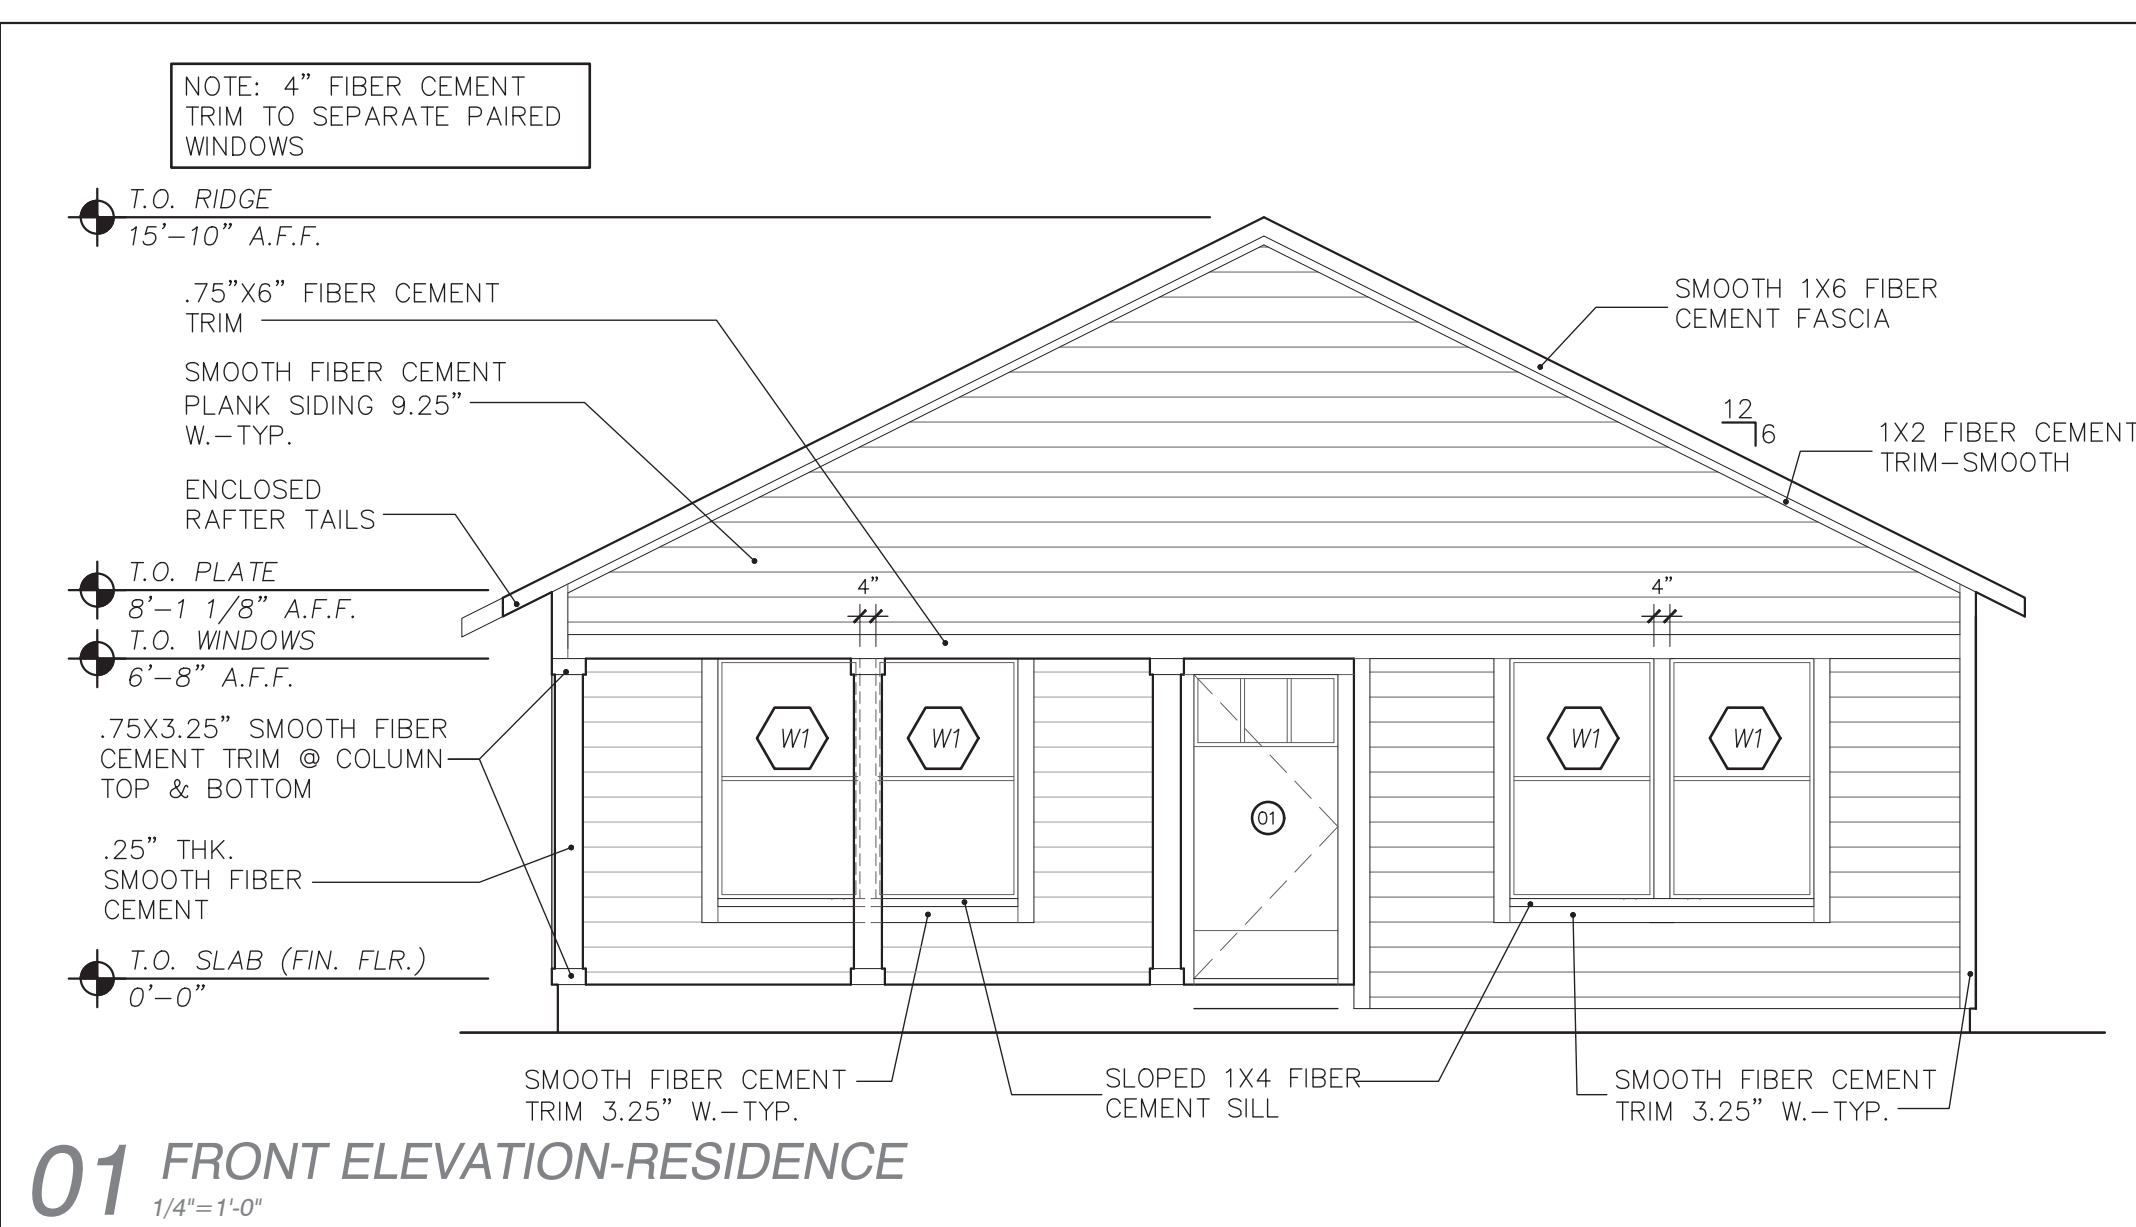 NOTE: 4" FIBER CEMENT
TRIM TO SEPARATE PAIRED
WINDOWS
T.O. RIDGE
15'-10" A.F.F.
.75"X6" FIBER CEMENT
TRIM
SMOOTH FIBER CEMENT
PLANK SIDING 9.25"
W.-TYP.
ENCLOSED
RAFTER TAILS
T.O. PLATE
8'-1 1/8" A.F.F.
T.O. WINDOWS
6'-8" A.F.F.
.75X3.25" SMOOTH FIBER
CEMENT TRIM @ COLUMN
TOP & BOTTOM
.25" THK.
SMOOTH FIBER
CEMENT
T.O. SLAB (FIN. FLR.)
0'-0"
SMOOTH 1X6 FIBER
CEMENT FASCIA
12
6
1X2 FIBER CEMENT
TRIM-SMOOTH
4"
4"
W1
W1
W1
W1
01
SMOOTH FIBER CEMENT
TRIM 3.25" W.-TYP.
SLOPED 1X4 FIBER
CEMENT SILL
SMOOTH FIBER CEMENT
TRIM 3.25" W.-TYP.
01 FRONT ELEVATION-RESIDENCE
1/4"=1'-0"